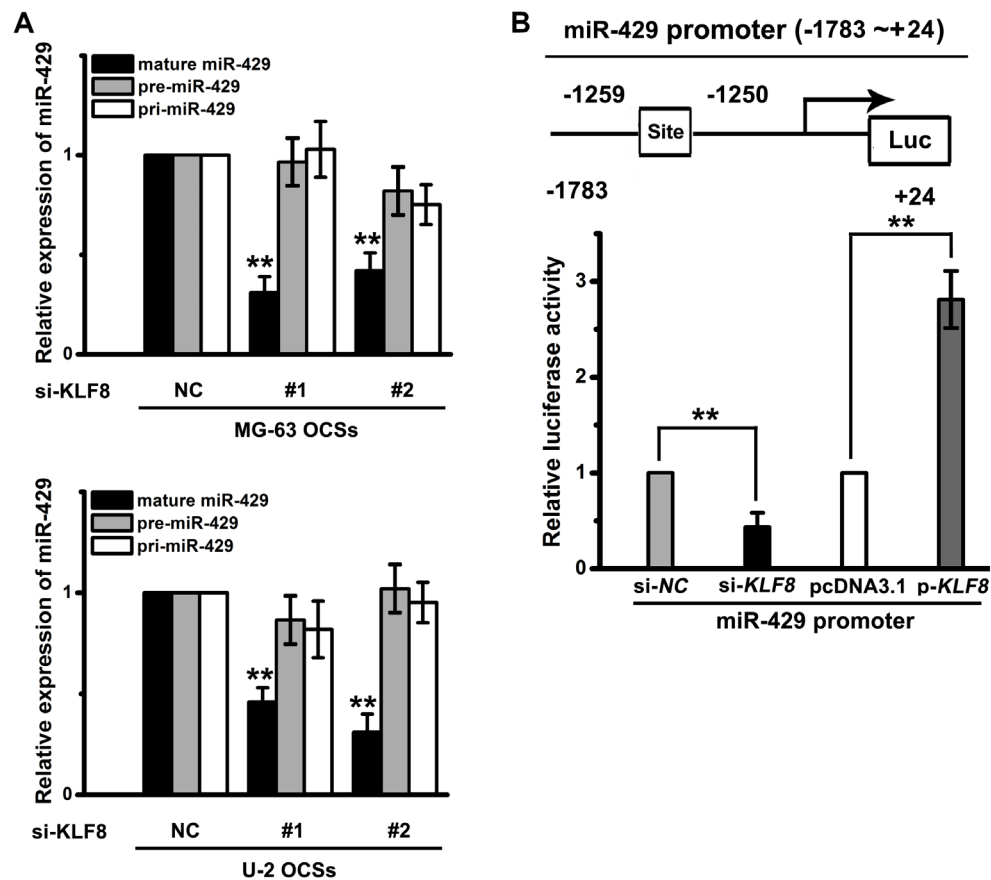 A
Relative expression of miR-429
mature miR-429
pre-miR-429
pri-miR-429
1
**
**
0
si-KLF8 NC #1 #2
MG-63 OCSs
Relative expression of miR-429
mature miR-429
pre-miR-429
pri-miR-429
1
**
**
0
si-KLF8 NC #1 #2
U-2 OCSs
B
miR-429 promoter (-1783 ~+24)
-1259 -1250
Site
Luc
-1783 +24
Relative luciferase activity
**
3
2
**
1
0
si-NC si-KLF8 pcDNA3.1 p-KLF8
miR-429 promoter